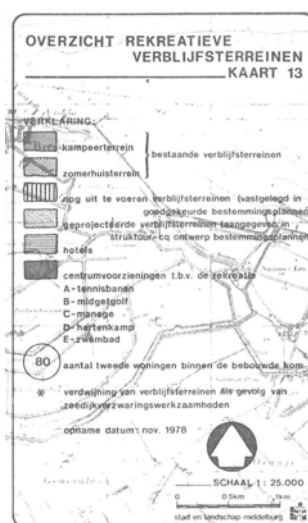 OVERZICHT REKREATIEVE
VERBLIJFSTERREINEN
KAART 13
VERKLARING:
kampeerterrein
bestaande verblijfsterreinen
zomerhuisterrein
nog uit te voeren verblijfsterreinen (vastgelegd in
goedgekeurde bestemmingsplannen)
geprojecteerde verblijfsterreinen (aangegeven in
struktuur-cq ontwerp bestemmingsplannen)
hotels
centrumvoorzieningen t.b.v. de rekreatie
A-tennisbanen
B-midgetgolf
C-manege
D-hertenkamp
E-zwembad
80 aantal tweede woningen binnen de bebouwde kom
* verdwijning van verblijfsterreinen als gevolg van
zeedijkverzwaringswerkzaamheden
opname datum: nov. 1978
SCHAAL 1: 25.000
0 0.5km 1km
stad en landschap middelburg